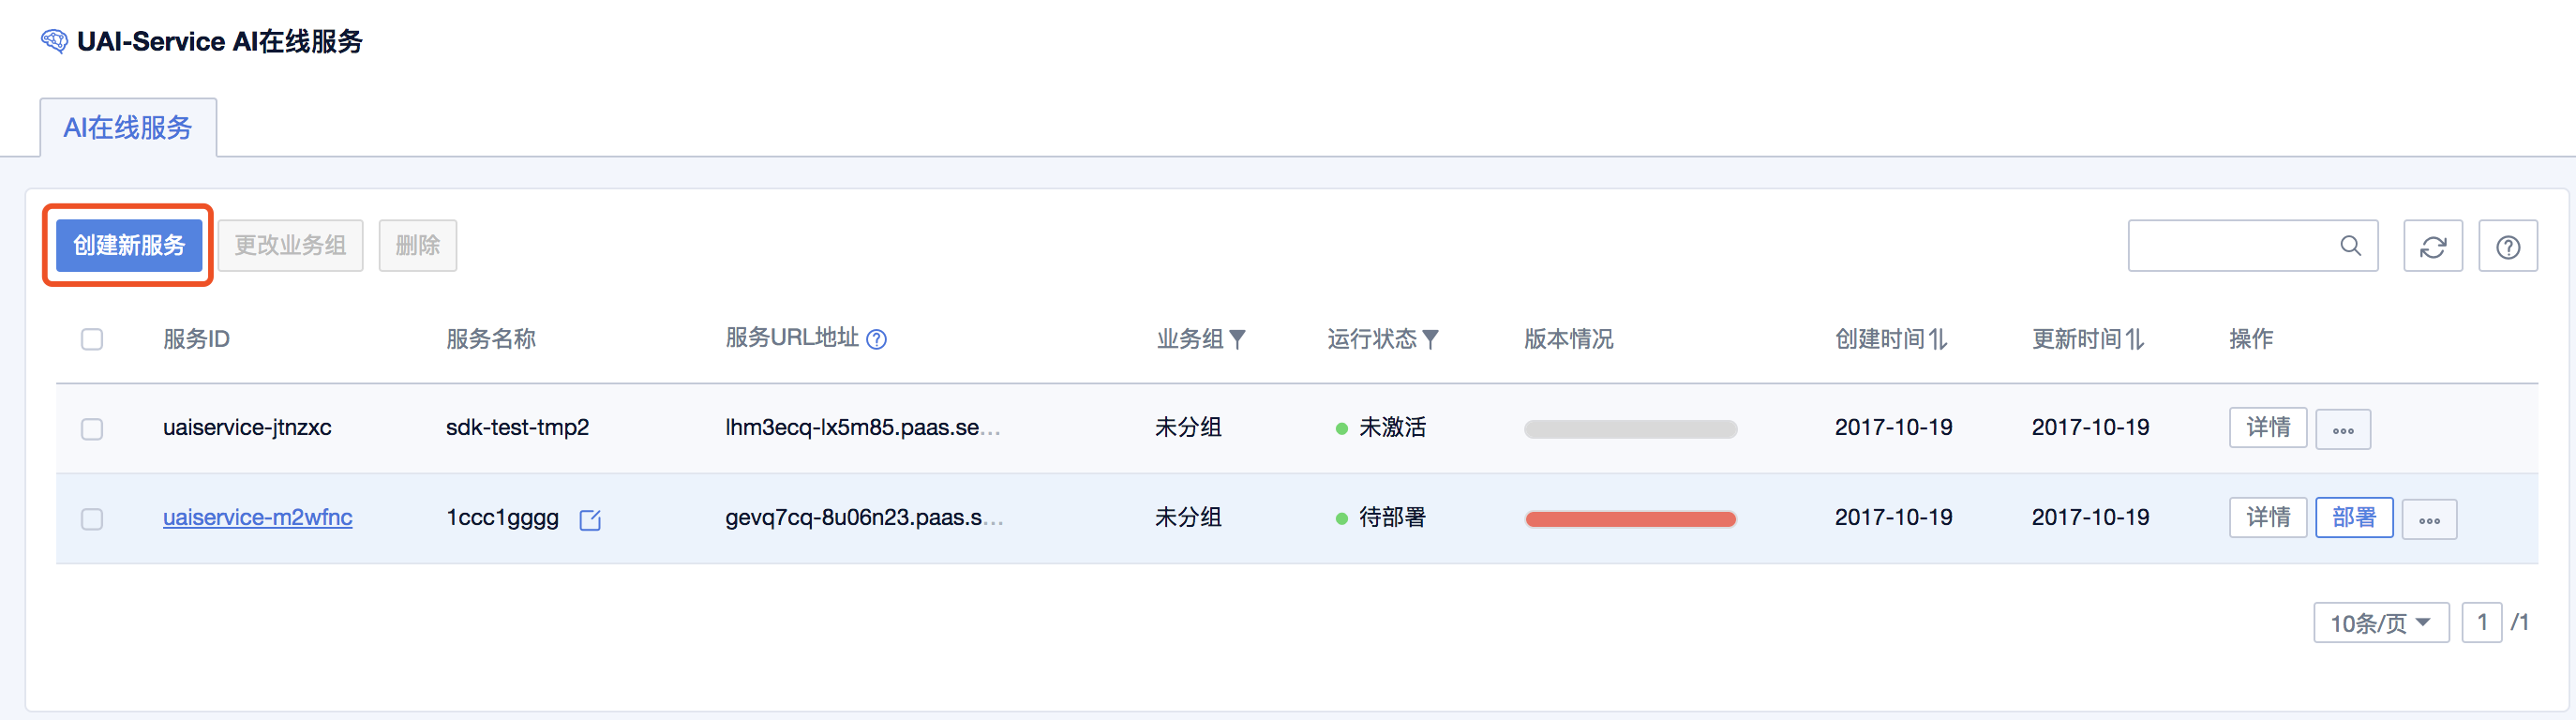 UAI-Service AI在线服务
AI在线服务
创建新服务 更改业务组 删除
服务ID 服务名称 服务URL地址 业务组 运行状态 版本情况 创建时间 更新时间 操作
uaiservice-jtnzxc sdk-test-tmp2 lhm3ecq-lx5m85.paas.se... 未分组 未激活 2017-10-19 2017-10-19 详情
uaiservice-m2wfnc 1ccc1gggg gevq7cq-8u06n23.paas.s... 未分组 待部署 2017-10-19 2017-10-19 详情 部署
10条/页 1 /1